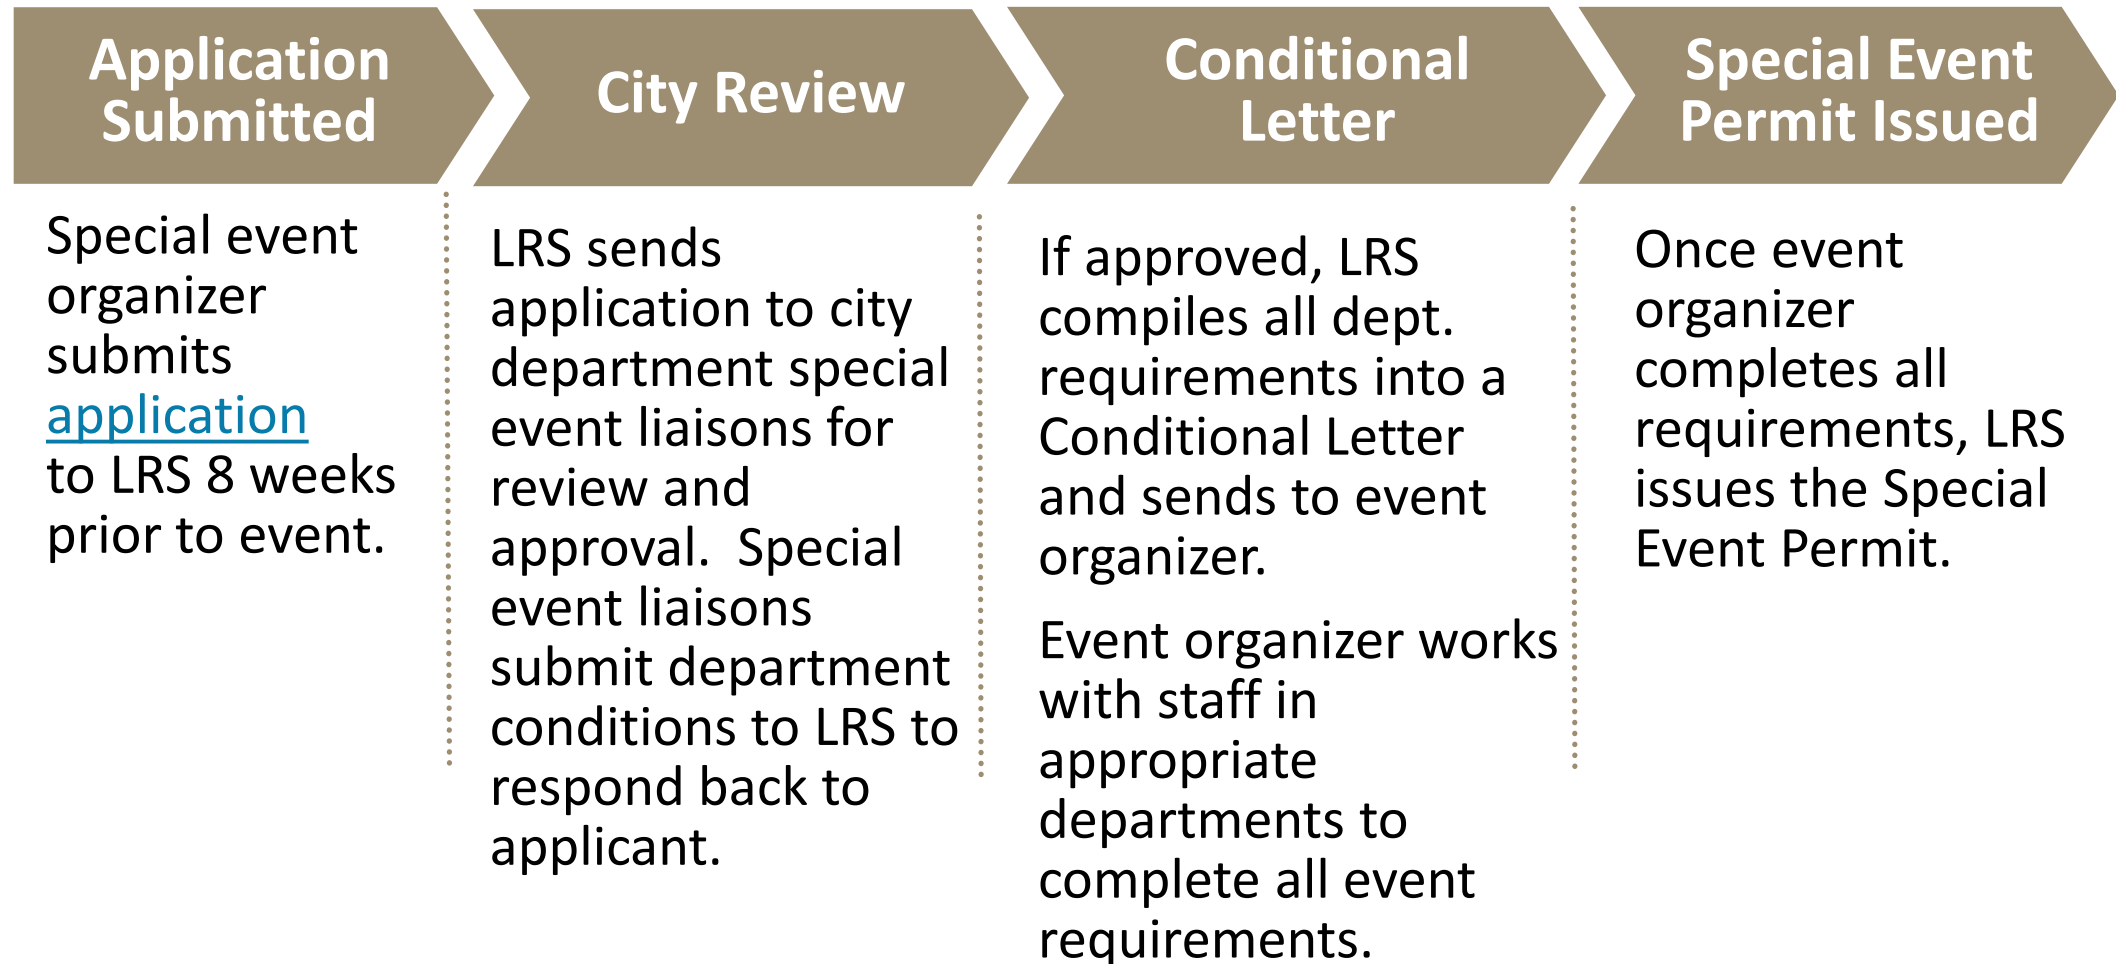 Application
Submitted
City Review
Conditional
Letter
Special Event
Permit Issued
Special event
organizer
submits
application
to LRS 8 weeks
prior to event.
LRS sends
application to city
department special
event liaisons for
review and
approval.  Special
event liaisons
submit department
conditions to LRS to
respond back to
applicant.
If approved, LRS
compiles all dept.
requirements into a
Conditional Letter
and sends to event
organizer.
Event organizer works
with staff in
appropriate
departments to
complete all event
requirements.
Once event
organizer
completes all
requirements, LRS
issues the Special
Event Permit.